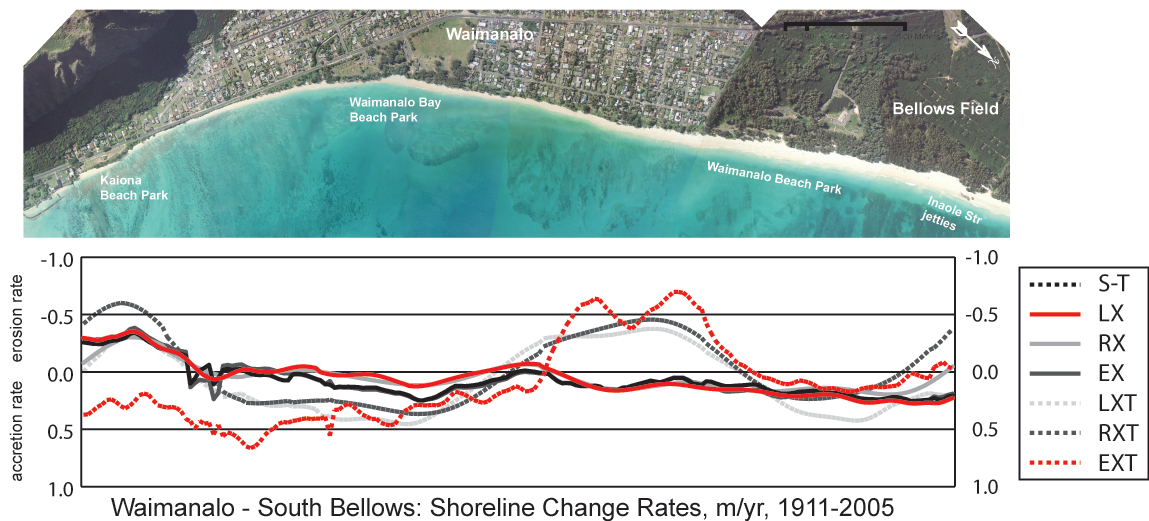 Waimanalo
Waimanalo Bay
Beach Park
Bellows Field
Kaiona
Beach Park
Waimanalo Beach Park
Inaole Str
jetties
erosion rate
accretion rate
-1.0
-0.5
0.0
0.5
1.0
-1.0
-0.5
0.0
0.5
1.0
S-T
LX
RX
EX
LXT
RXT
EXT
Waimanalo - South Bellows: Shoreline Change Rates, m/yr, 1911-2005